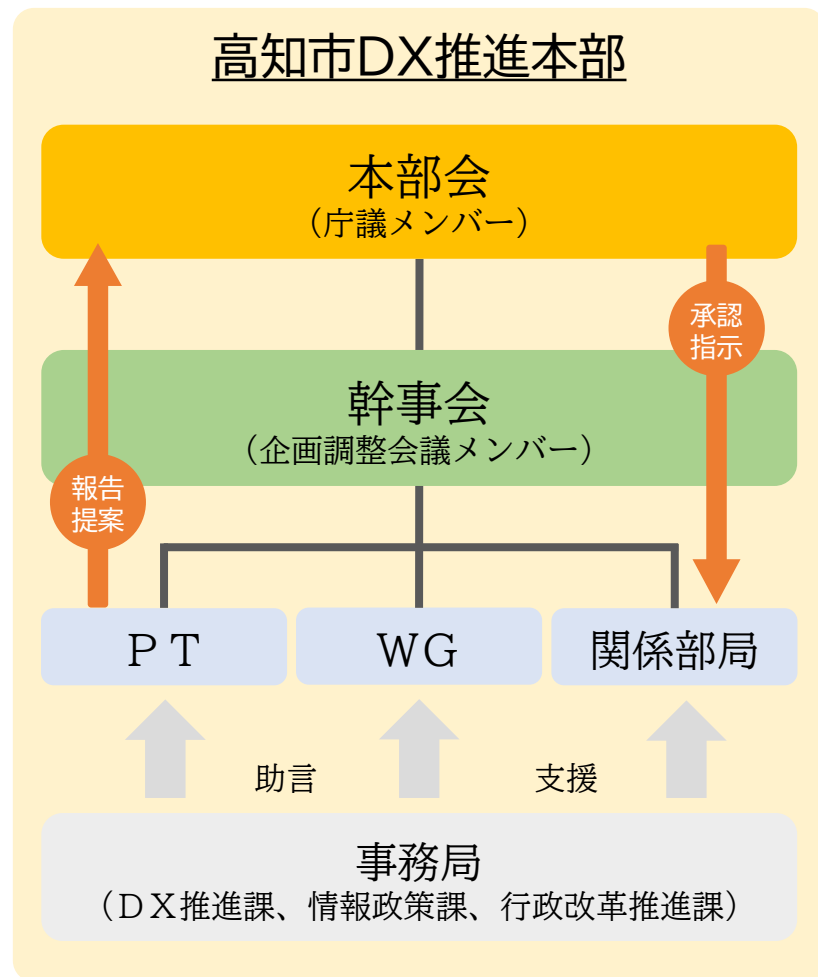 高知市DX推進本部
本部会
（庁議メンバー）
承認
指示
幹事会
（企画調整会議メンバー）
報告
提案
ＰＴ
ＷＧ
関係部局
助言
支援
事務局
（ＤＸ推進課、情報政策課、行政改革推進課）